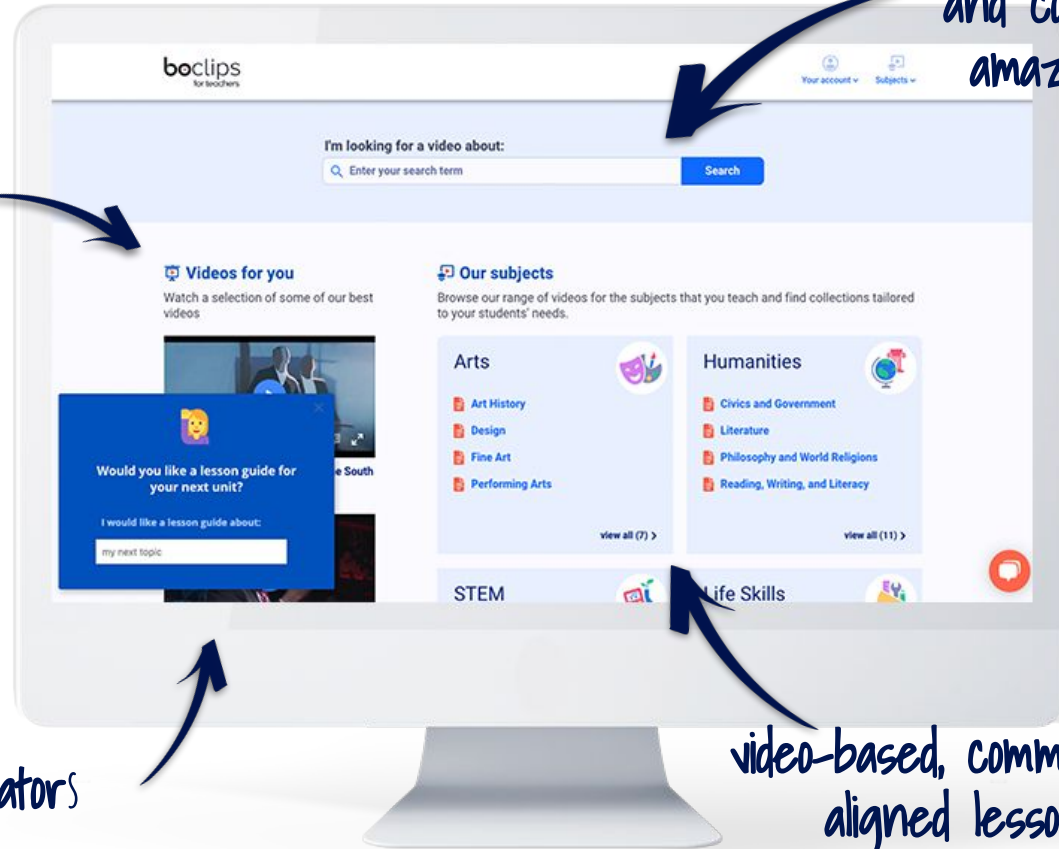 boclips
for teachers
Your account
Subjects
I'm looking for a video about:
Enter your search term
Search
Videos for you
Watch a selection of some of our best
videos
e South
Our subjects
Browse our range of videos for the subjects that you teach and find collections tailored
to your students' needs.
Arts
Art History
Design
Fine Art
Performing Arts
view all (7) >
Humanities
Civics and Government
Literature
Philosophy and World Religions
Reading, Writing, and Literacy
view all (11) >
STEM
Life Skills
Would you like a lesson guide for
your next unit?
I would like a lesson guide about:
my next topic
video-based,
aligned